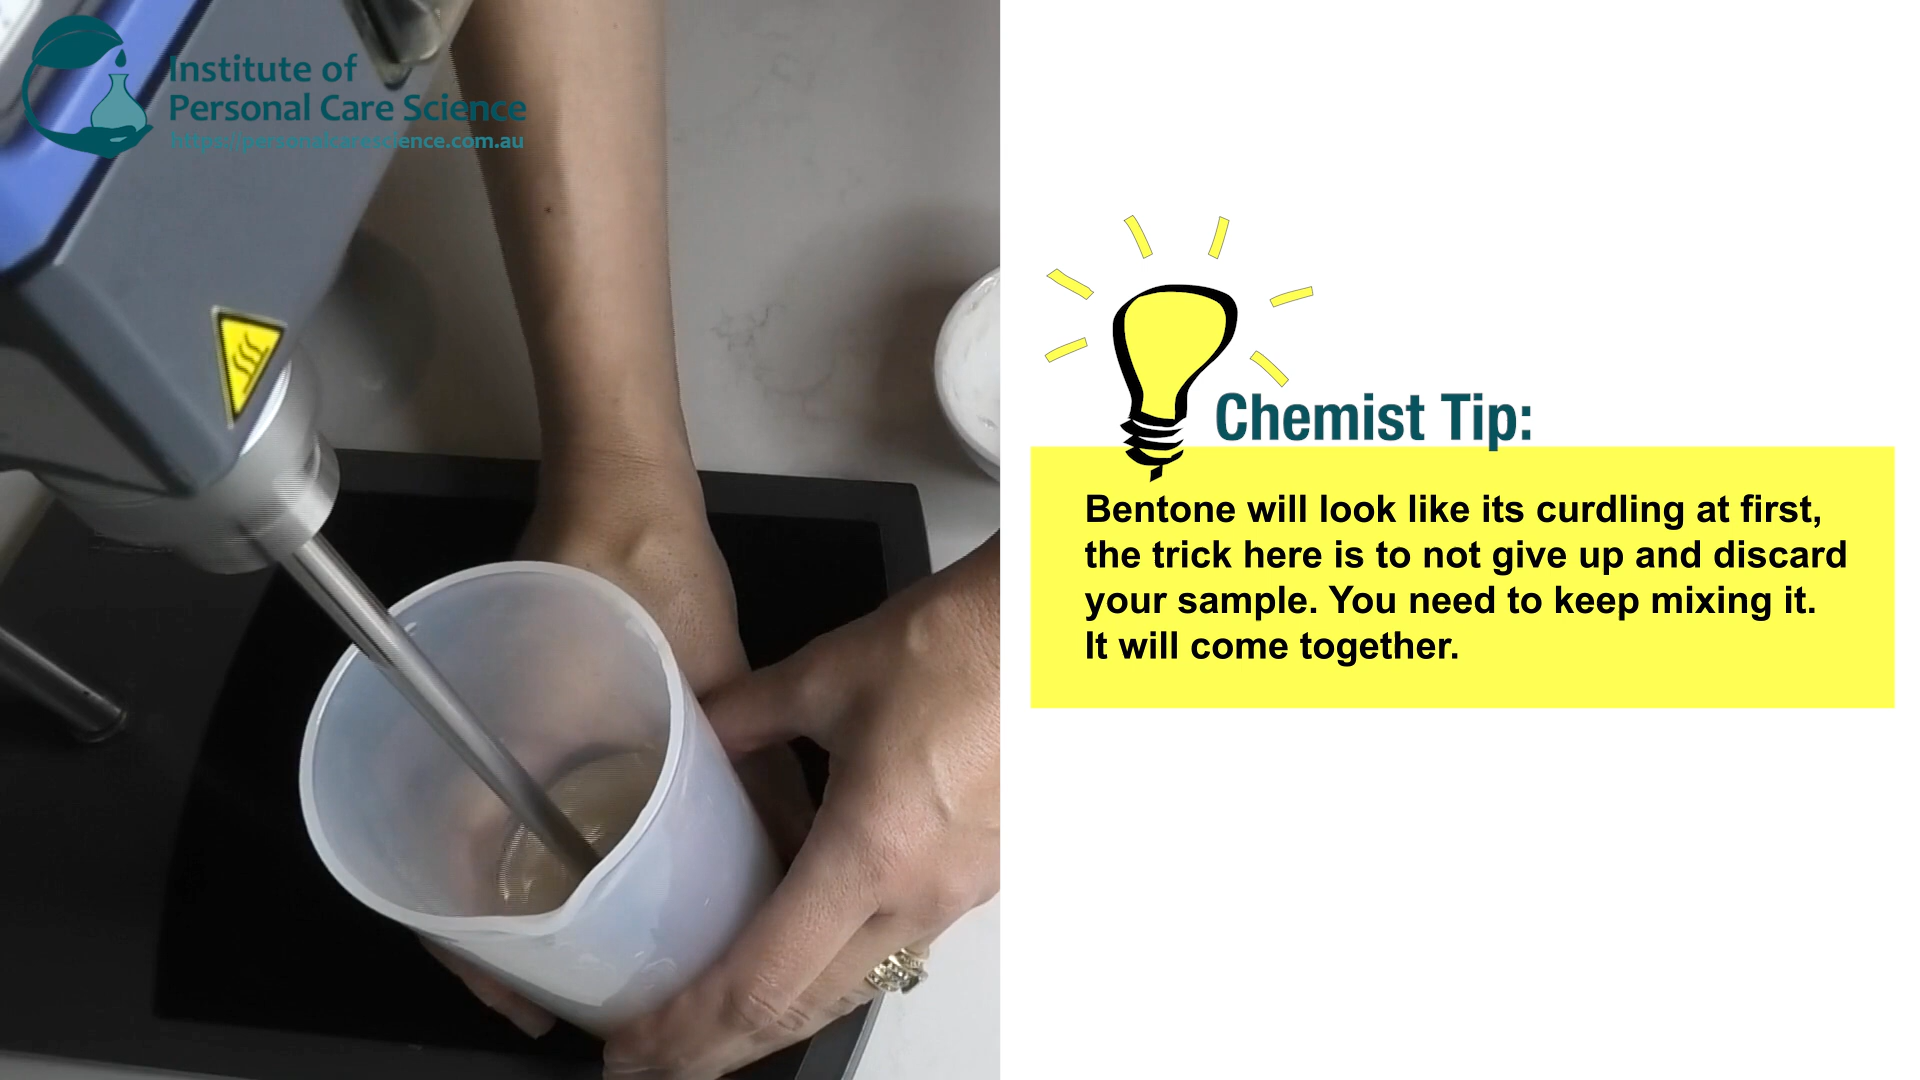 Institute of
Personal Care Science
https://personalcarescience.com.au
Chemist Tip:
Bentone will look like its curdling at first,
the trick here is to not give up and discard
your sample. You need to keep mixing it.
It will come together.